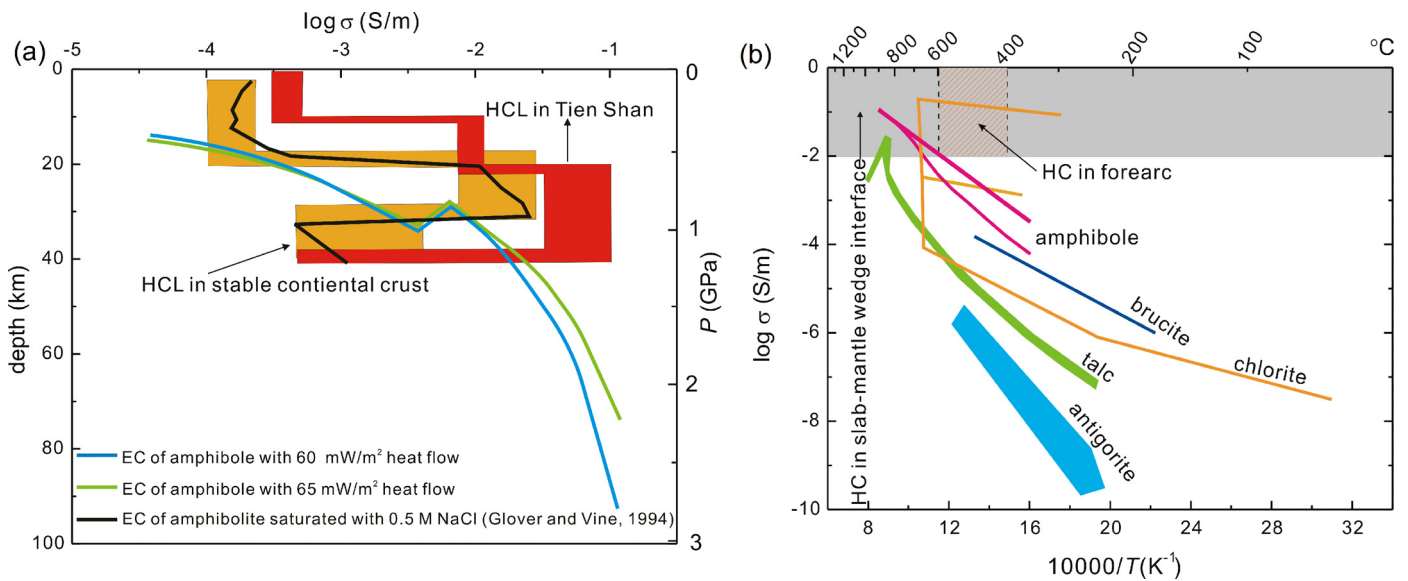 (a)
log σ (S/m)
-5 -4 -3 -2 -1
0
20
40
60
80
100
depth (km)
0
1
2
3
P (GPa)
HCL in Tien Shan
HCL in stable contiental crust
EC of amphibole with 60 mW/m² heat flow
EC of amphibole with 65 mW/m² heat flow
EC of amphibolite saturated with 0.5 M NaCl (Glover and Vine, 1994)
(b)
1200 800 600 400 200 100 °C
0
-2
-4
-6
-8
-10
log σ (S/m)
HC in slab-mantle wedge interface
HC in forearc
amphibole
brucite
chlorite
talc
antigorite
8 12 16 20 24 28 32
10000/T(K⁻¹)